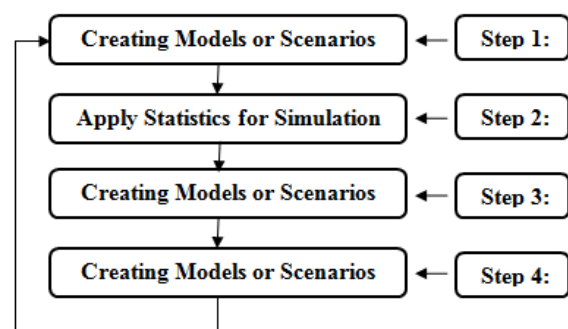 Creating Models or Scenarios Step 1:
Apply Statistics for Simulation Step 2:
Creating Models or Scenarios Step 3:
Creating Models or Scenarios Step 4: